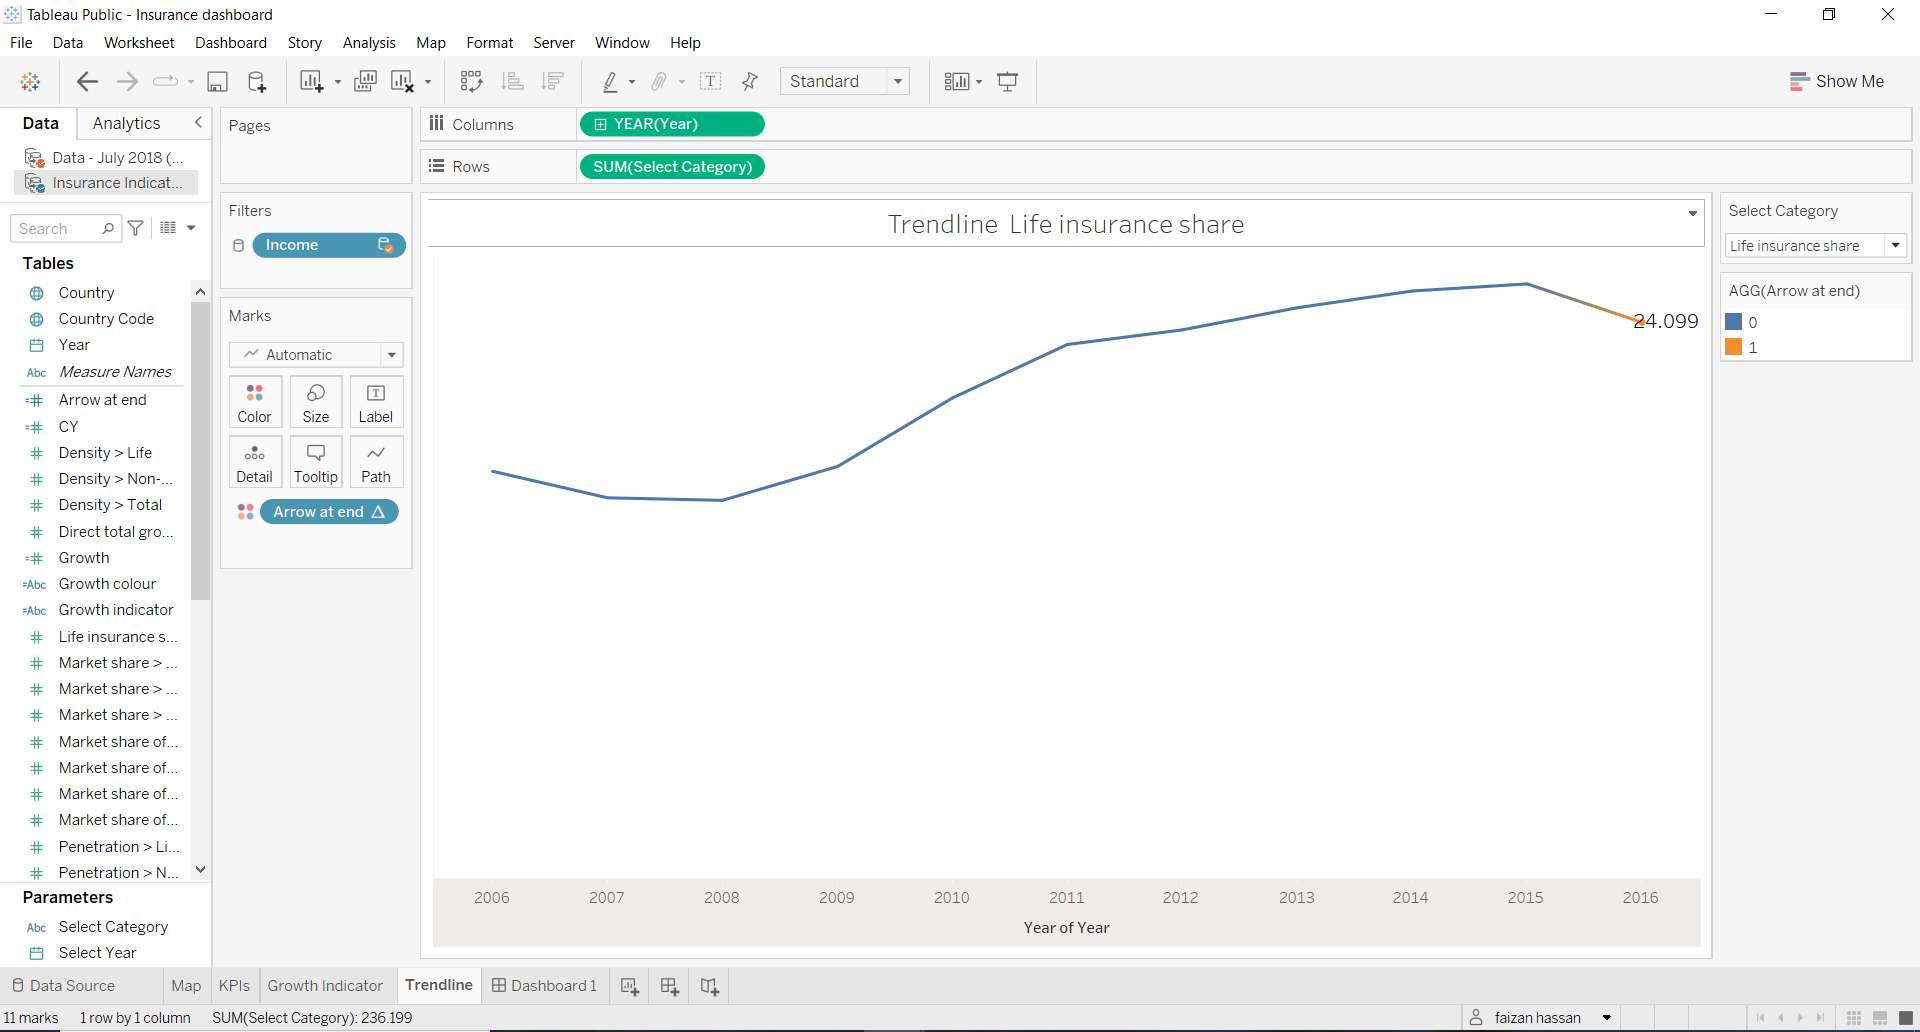 Tableau Public - Insurance dashboard
File Data Worksheet Dashboard Story Analysis Map Format Server Window Help
Standard
Show Me
Data Analytics
Data - July 2018 (...
Insurance Indicat...
Search
Tables
Country
Country Code
Year
Abc Measure Names
Arrow at end
CY
Density > Life
Density > Non-...
Density > Total
Direct total gro...
Growth
=Abc Growth colour
=Abc Growth indicator
Life insurance s...
Market share > ...
Market share > ...
Market share > ...
Market share of...
Market share of...
Market share of...
Market share of...
Penetration > Li...
Penetration > N...
Parameters
Abc Select Category
Select Year
Pages
Filters
Income
Marks
Automatic
Color Size Label
Detail Tooltip Path
Arrow at end
Columns YEAR(Year)
Rows SUM(Select Category)
Trendline Life insurance share
24.099
2006 2007 2008 2009 2010 2011 2012 2013 2014 2015 2016
Year of Year
Select Category
Life insurance share
AGG(Arrow at end)
0
1
Data Source Map KPIs Growth Indicator Trendline Dashboard 1
11 marks 1 row by 1 column SUM(Select Category): 236.199 faizan hassan